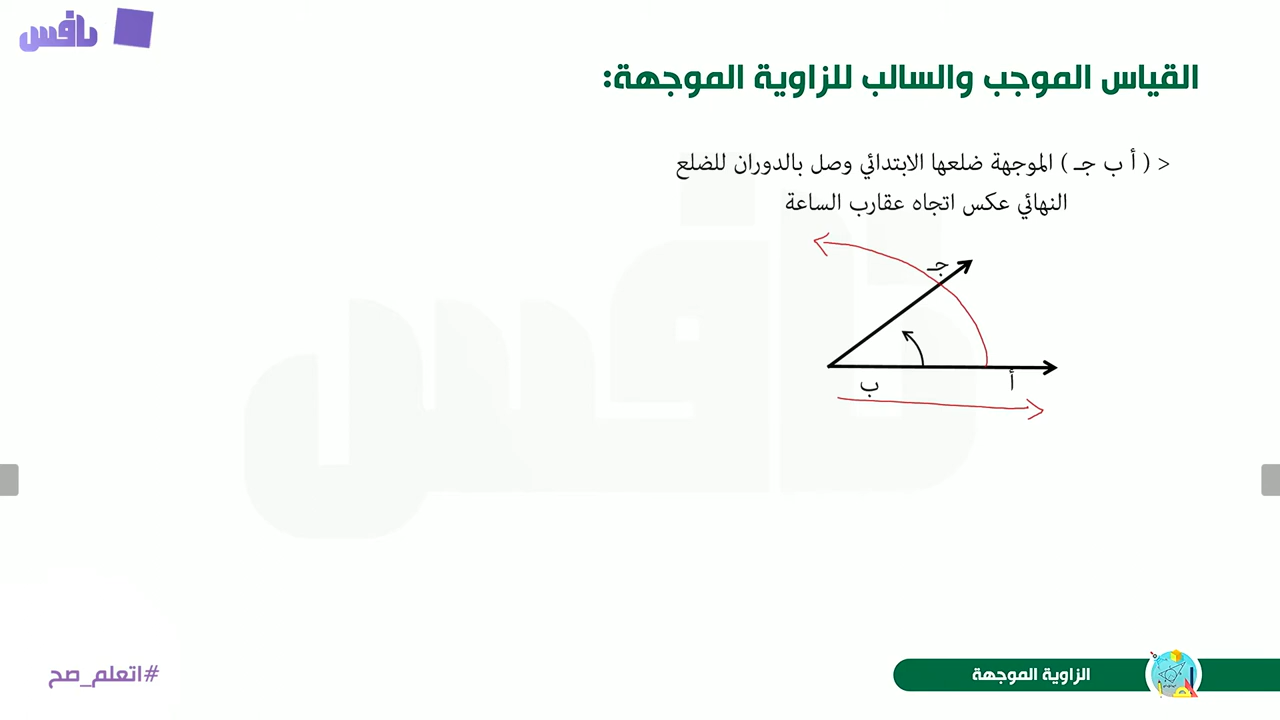 نافس
القياس الموجب والسالب للزاوية الموجهة:
< ( أ ب جـ ) الموجهة ضلعها الابتدائي وصل بالدوران للضلع
النهائي عكس اتجاه عقارب الساعة
جـ
ب
أ
نافس
#اتعلم_صح
الزاوية الموجهة